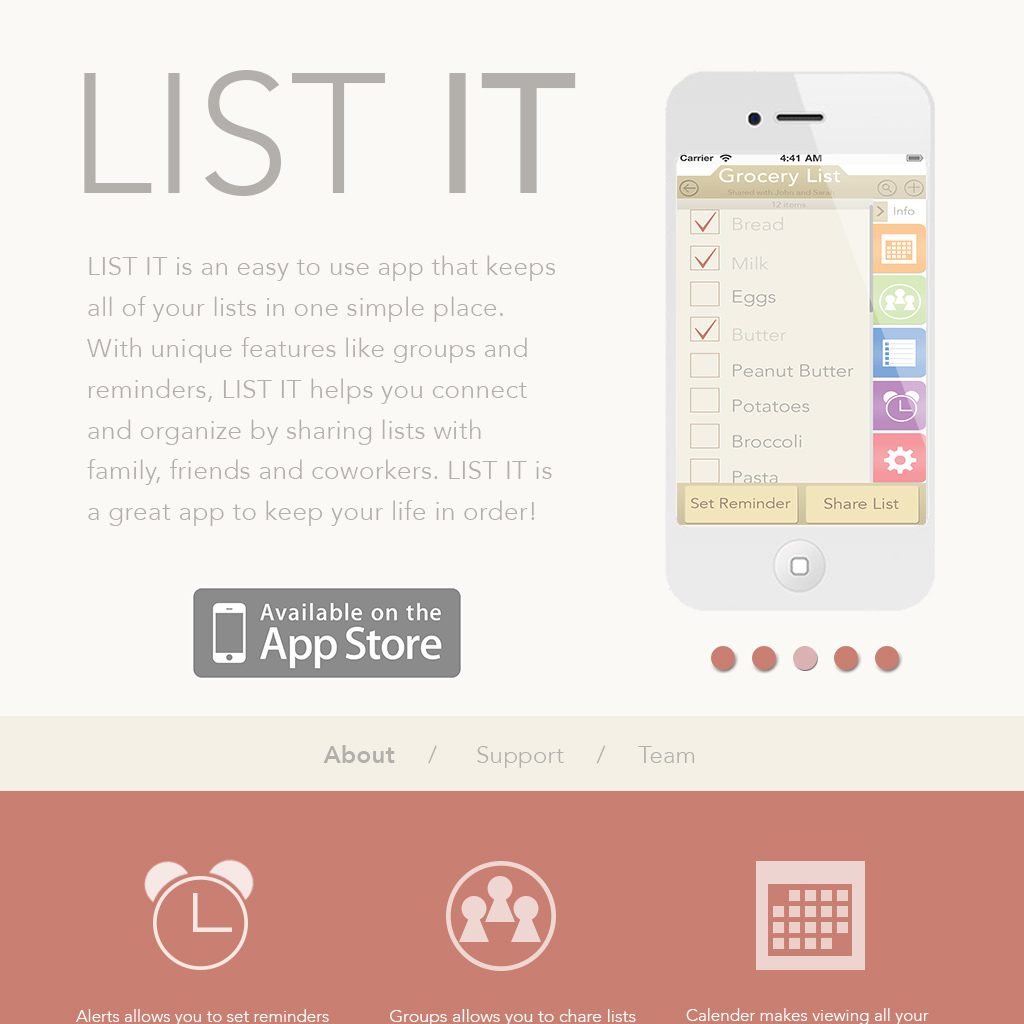 LIST IT
LIST IT is an easy to use app that keeps
all of your lists in one simple place.
With unique features like groups and
reminders, LIST IT helps you connect
and organize by sharing lists with
family, friends and coworkers. LIST IT is
a great app to keep your life in order!
Available on the
App Store
Carrier 4:41 AM
Grocery List
Shared with John and Sarah
12 items
Info
Bread
Milk
Eggs
Butter
Peanut Butter
Potatoes
Broccoli
Pasta
Set Reminder Share List
About / Support / Team
Alerts allows you to set reminders
Groups allows you to chare lists
Calender makes viewing all your